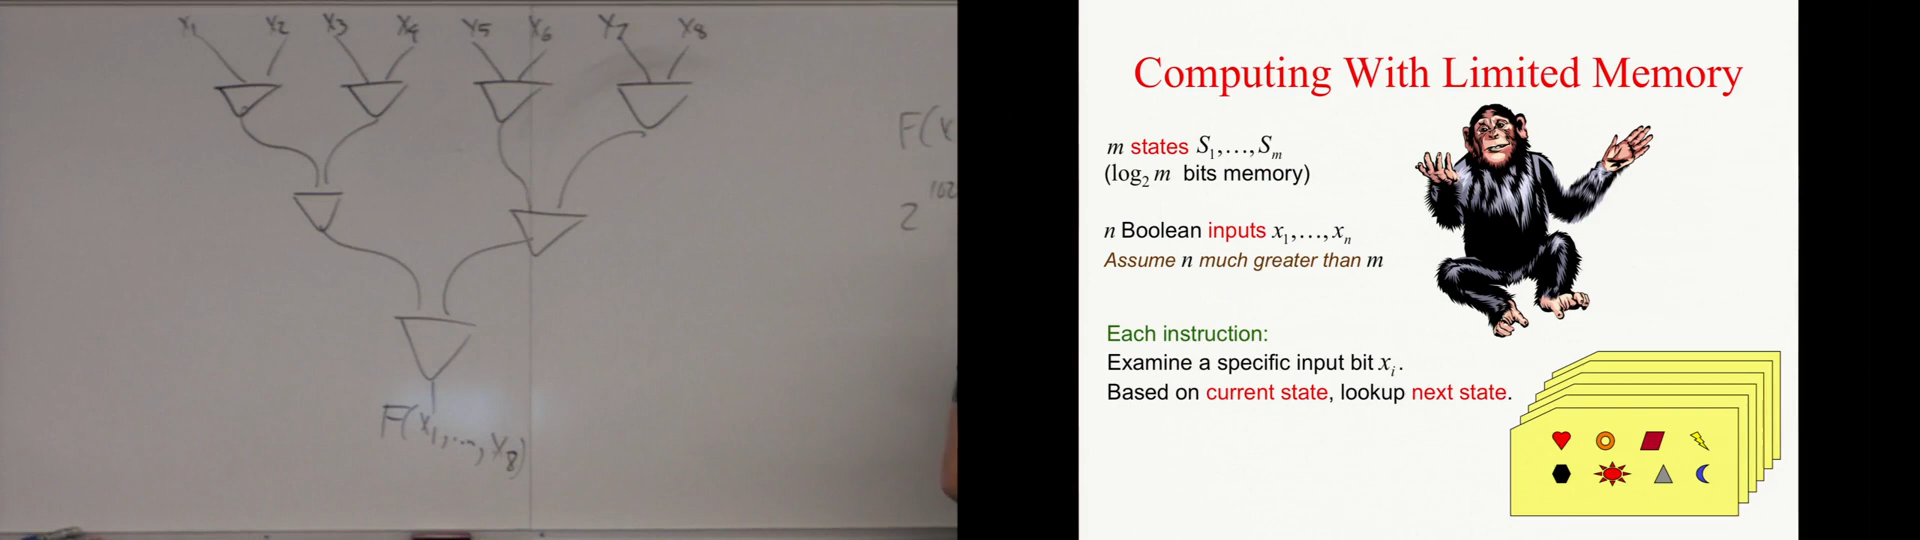 x1 x2 x3 x4 x5 x6 x7 x8
F(x1,...,x8)
F(x
2
Computing With Limited Memory
m states S1,…,Sm
(log2 m bits memory)
n Boolean inputs x1,…,xn
Assume n much greater than m
Each instruction:
Examine a specific input bit xi.
Based on current state, lookup next state.